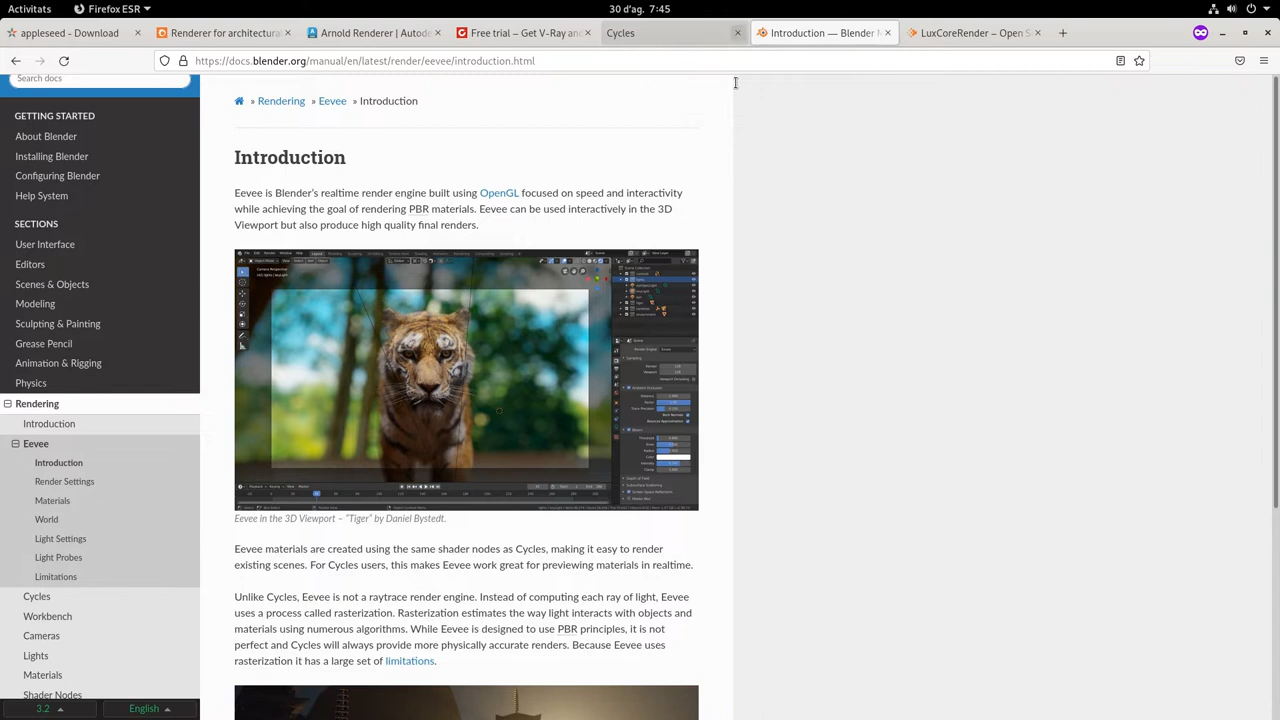 Activitats
Firefox ESR
30 d'ag. 7:45
appleseed – Download
Renderer for architectural
Arnold Renderer | Autode
Free trial – Get V-Ray and
Cycles
Introduction — Blender M
LuxCoreRender – Open S
https://docs.blender.org/manual/en/latest/render/eevee/introduction.html
Search docs
GETTING STARTED
About Blender
Installing Blender
Configuring Blender
Help System
SECTIONS
User Interface
Editors
Scenes & Objects
Modeling
Sculpting & Painting
Grease Pencil
Animation & Rigging
Physics
Rendering
Introduction
Eevee
Introduction
Render Settings
Materials
World
Light Settings
Light Probes
Limitations
Cycles
Workbench
Cameras
Lights
Materials
Shader Nodes
3.2
English
» Rendering » Eevee » Introduction
Introduction
Eevee is Blender's realtime render engine built using OpenGL focused on speed and interactivity
while achieving the goal of rendering PBR materials. Eevee can be used interactively in the 3D
Viewport but also produce high quality final renders.
Eevee in the 3D Viewport – "Tiger" by Daniel Bystedt.
Eevee materials are created using the same shader nodes as Cycles, making it easy to render
existing scenes. For Cycles users, this makes Eevee work great for previewing materials in realtime.
Unlike Cycles, Eevee is not a raytrace render engine. Instead of computing each ray of light, Eevee
uses a process called rasterization. Rasterization estimates the way light interacts with objects and
materials using numerous algorithms. While Eevee is designed to use PBR principles, it is not
perfect and Cycles will always provide more physically accurate renders. Because Eevee uses
rasterization it has a large set of limitations.